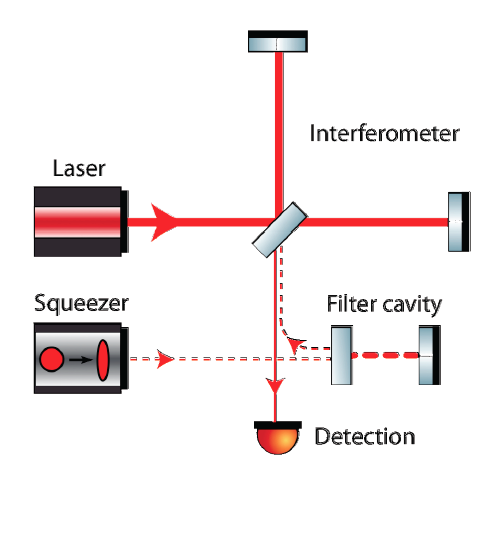 Interferometer
Laser
Squeezer
Filter cavity
Detection